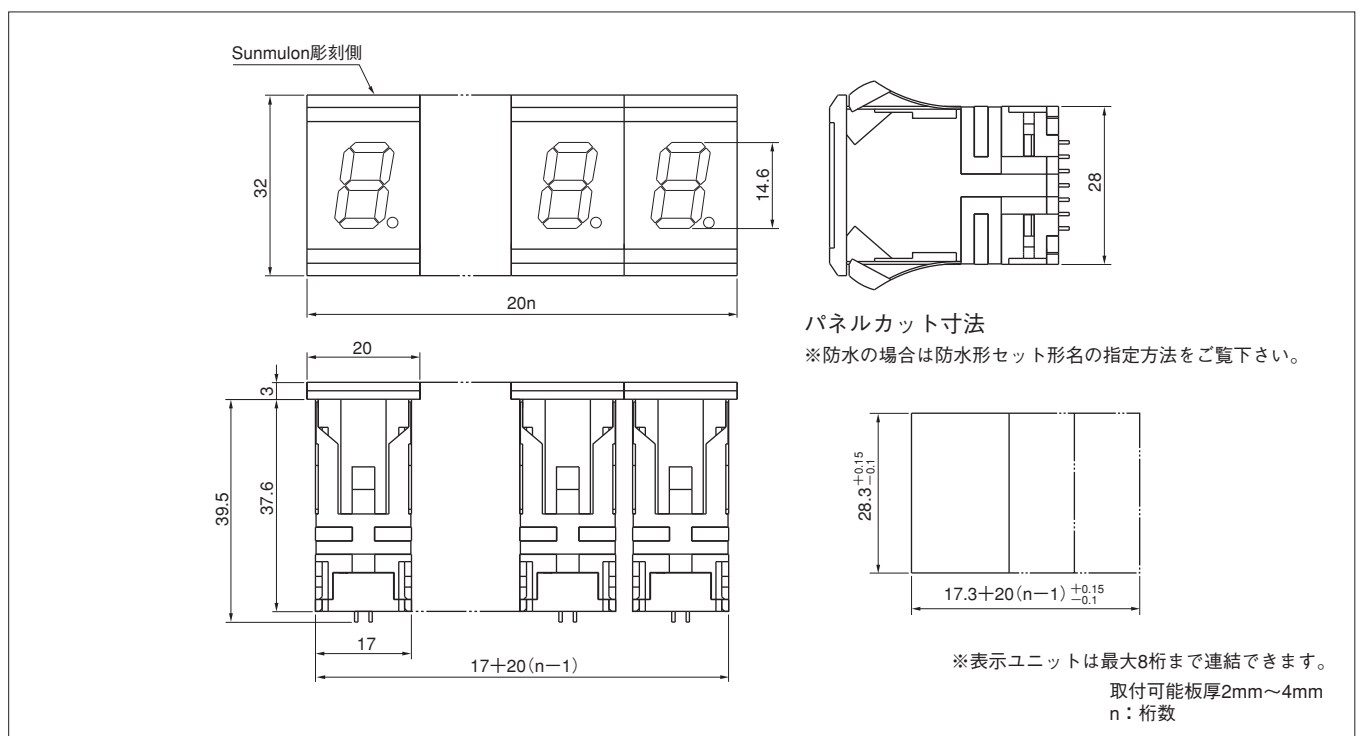 Sunmulon彫刻側
32
14.6
20n
28
パネルカット寸法
※防水の場合は防水形セット形名の指定方法をご覧下さい。
20
3
39.5
37.6
17
17+20(n−1)
28.3 +0.15 −0.1
17.3+20(n−1) +0.15 −0.1
※表示ユニットは最大8桁まで連結できます。
取付可能板厚2mm〜4mm
n：桁数